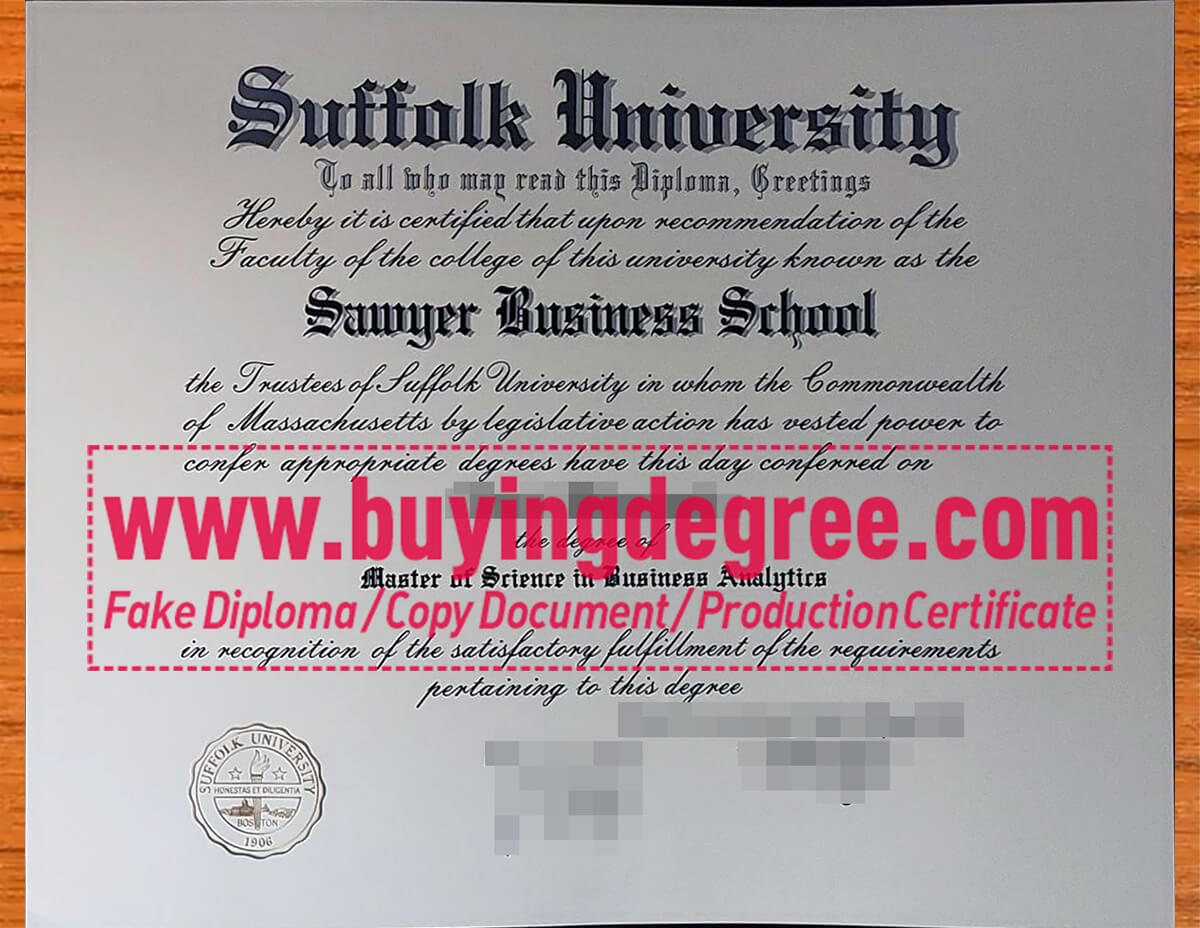 Suffolk University
To all who may read this Diploma, Greetings
Hereby it is certified that upon recommendation of the
Faculty of the college of this university known as the
Sawyer Business School
the Trustees of Suffolk University in whom the Commonwealth
of Massachusetts by legislative action has vested power to
confer appropriate degrees have this day conferred on
www.buyingdegree.com
the degree of
Master of Science in Business Analytics
Fake Diploma / Copy Document / Production Certificate
in recognition of the satisfactory fulfillment of the requirements
pertaining to this degree
SUFFOLK UNIVERSITY
HONESTAS ET DILIGENTIA
BOSTON
1906